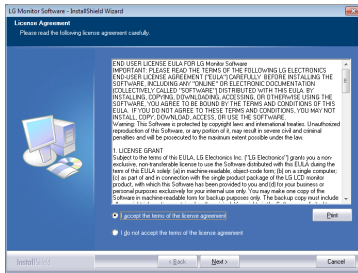 LG Monitor Software - InstallShield Wizard
License Agreement
Please read the following license agreement carefully.
END USER LICENSE EULA FOR LG Monitor Software
IMPORTANT: PLEASE READ THE TERMS OF THE FOLLOWING LG ELECTRONICS
END-USER LICENSE AGREEMENT ("EULA")CAREFULLY BEFORE INSTALLING THE
SOFTWARE, INCLUDING ANY "ONLINE" OR ELECTRONIC DOCUMENTATION
(COLLECTIVELY CALLED "SOFTWARE") DISTRIBUTED WITH THIS EULA. BY
INSTALLING, COPYING, DOWNLOADING, ACCESSING, OR OTHERWISE USING THE
SOFTWARE, YOU AGREE TO BE BOUND BY THE TERMS AND CONDITIONS OF THIS
EULA. IF YOU DO NOT AGREE TO THESE TERMS AND CONDITIONS, YOU MAY NOT
INSTALL, COPY, DOWNLOAD, ACCESS, OR USE THE SOFTWARE.
Warning: This Software is protected by copyright laws and international treaties. Unauthorized
reproduction of this Software, or any portion of it, may result in severe civil and criminal
penalties and will be prosecuted to the maximum extent possible under the law.
1. LICENSE GRANT
Subject to the terms of this EULA, LG Electronics Inc. ("LG Electronics") grants you a non-
exclusive, non-transferable license to use the Software distributed with this EULA during the
term of this EULA solely: (a) in machine-readable, object-code form; (b) on a single computer;
(c) as part of and in connection with the single product package of the LG LCD monitor
product, with which this Software has been provided to you and (d) for your business or
personal purposes exclusively for your internal use only. You may make one copy of the
Software in machine-readable form for backup purposes only. The backup copy must include
I accept the terms of the license agreement
Print
I do not accept the terms of the license agreement
InstallShield
< Back
Next >
Cancel